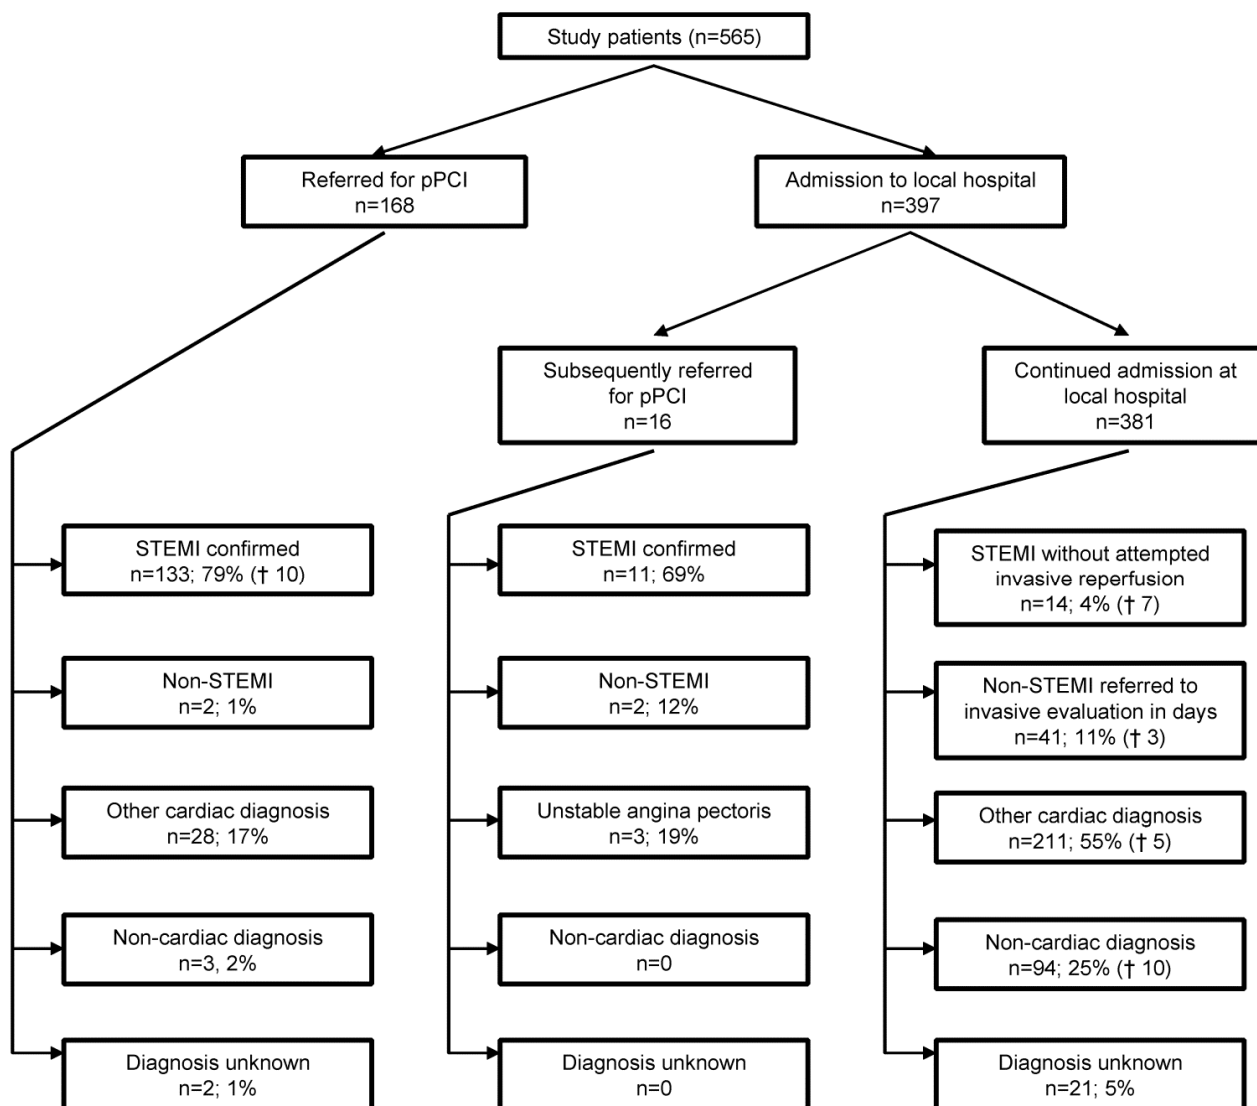 Study patients (n=565)
Referred for pPCI
n=168
Admission to local hospital
n=397
Subsequently referred
for pPCI
n=16
Continued admission at
local hospital
n=381
STEMI confirmed
n=133; 79% († 10)
Non-STEMI
n=2; 1%
Other cardiac diagnosis
n=28; 17%
Non-cardiac diagnosis
n=3, 2%
Diagnosis unknown
n=2; 1%
STEMI confirmed
n=11; 69%
Non-STEMI
n=2; 12%
Unstable angina pectoris
n=3; 19%
Non-cardiac diagnosis
n=0
Diagnosis unknown
n=0
STEMI without attempted
invasive reperfusion
n=14; 4% († 7)
Non-STEMI referred to
invasive evaluation in days
n=41; 11% († 3)
Other cardiac diagnosis
n=211; 55% († 5)
Non-cardiac diagnosis
n=94; 25% († 10)
Diagnosis unknown
n=21; 5%